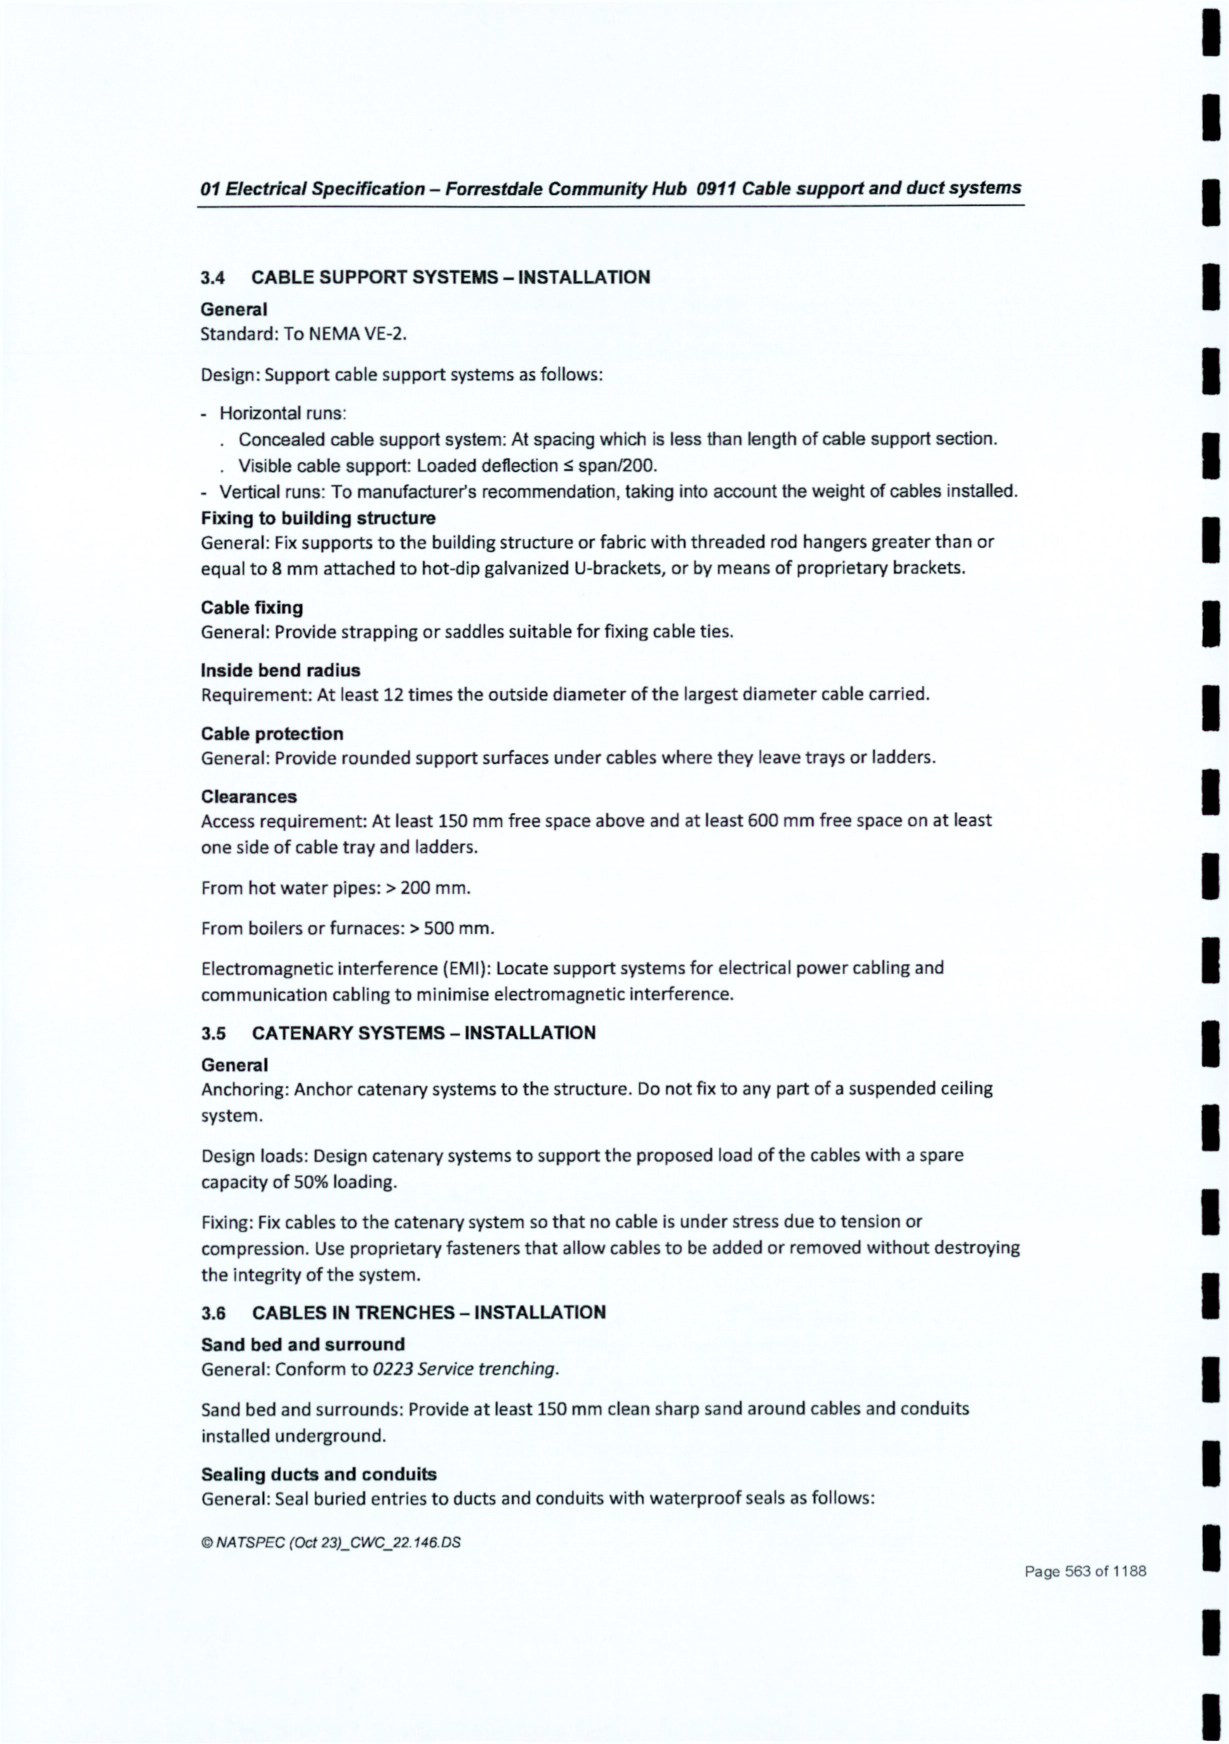 01 Electrical Specification – Forrestdale Community Hub 0911 Cable support and duct systems
3.4 CABLE SUPPORT SYSTEMS – INSTALLATION
General
Standard: To NEMA VE-2.
Design: Support cable support systems as follows:
- Horizontal runs:
. Concealed cable support system: At spacing which is less than length of cable support section.
. Visible cable support: Loaded deflection ≤ span/200.
- Vertical runs: To manufacturer's recommendation, taking into account the weight of cables installed.
Fixing to building structure
General: Fix supports to the building structure or fabric with threaded rod hangers greater than or
equal to 8 mm attached to hot-dip galvanized U-brackets, or by means of proprietary brackets.
Cable fixing
General: Provide strapping or saddles suitable for fixing cable ties.
Inside bend radius
Requirement: At least 12 times the outside diameter of the largest diameter cable carried.
Cable protection
General: Provide rounded support surfaces under cables where they leave trays or ladders.
Clearances
Access requirement: At least 150 mm free space above and at least 600 mm free space on at least
one side of cable tray and ladders.
From hot water pipes: > 200 mm.
From boilers or furnaces: > 500 mm.
Electromagnetic interference (EMI): Locate support systems for electrical power cabling and
communication cabling to minimise electromagnetic interference.
3.5 CATENARY SYSTEMS – INSTALLATION
General
Anchoring: Anchor catenary systems to the structure. Do not fix to any part of a suspended ceiling
system.
Design loads: Design catenary systems to support the proposed load of the cables with a spare
capacity of 50% loading.
Fixing: Fix cables to the catenary system so that no cable is under stress due to tension or
compression. Use proprietary fasteners that allow cables to be added or removed without destroying
the integrity of the system.
3.6 CABLES IN TRENCHES – INSTALLATION
Sand bed and surround
General: Conform to 0223 Service trenching.
Sand bed and surrounds: Provide at least 150 mm clean sharp sand around cables and conduits
installed underground.
Sealing ducts and conduits
General: Seal buried entries to ducts and conduits with waterproof seals as follows:
© NATSPEC (Oct 23)_CWC_22.146.DS
Page 563 of 1188